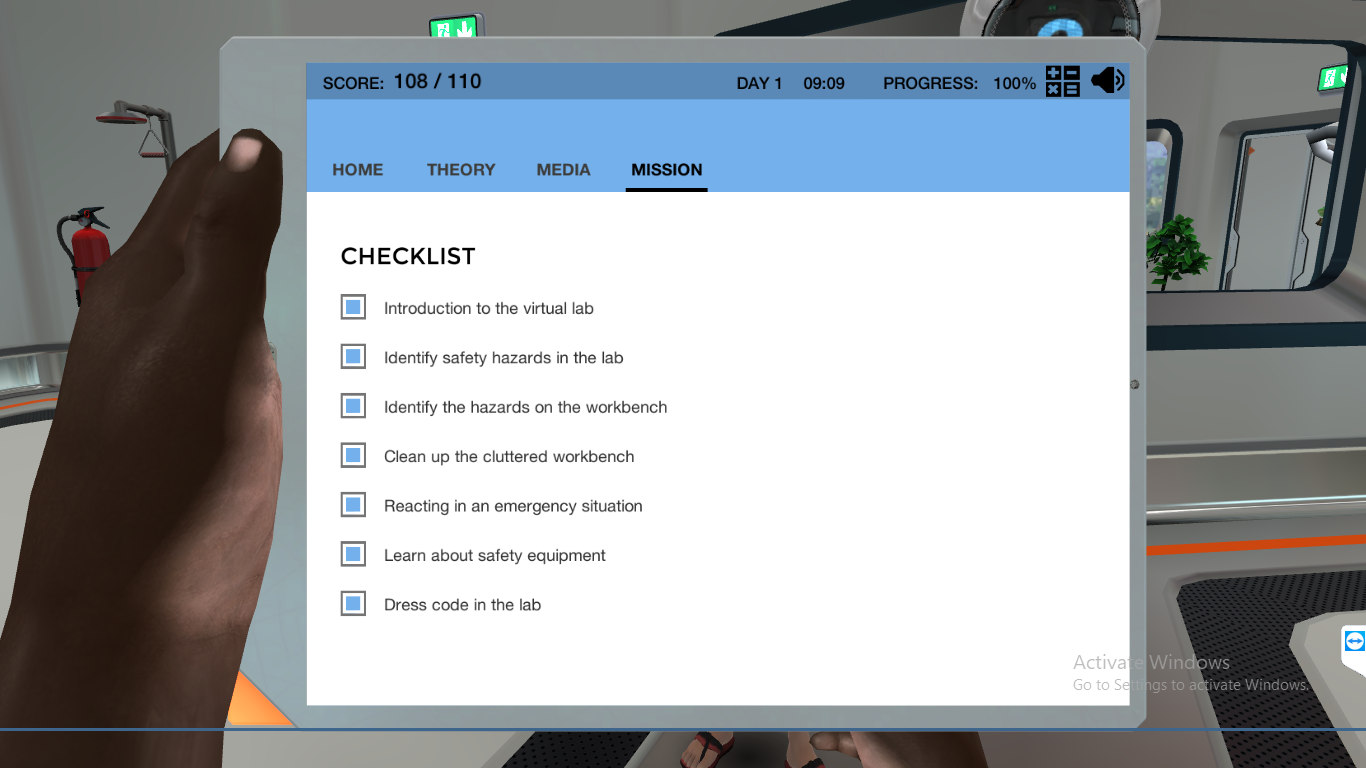 SCORE: 108 / 110 DAY 1 09:09 PROGRESS: 100%
HOME THEORY MEDIA MISSION
CHECKLIST
Introduction to the virtual lab
Identify safety hazards in the lab
Identify the hazards on the workbench
Clean up the cluttered workbench
Reacting in an emergency situation
Learn about safety equipment
Dress code in the lab
Activate Windows
Go to Settings to activate Windows.